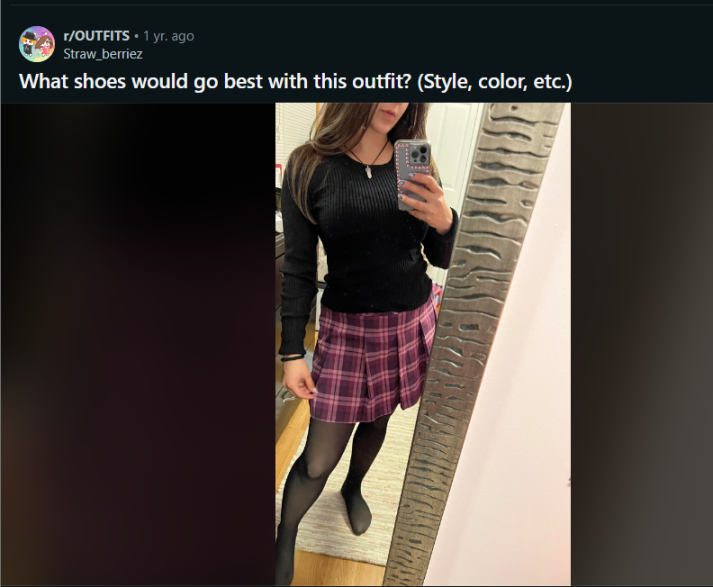 r/OUTFITS • 1 yr. ago
Straw_berriez
What shoes would go best with this outfit? (Style, color, etc.)